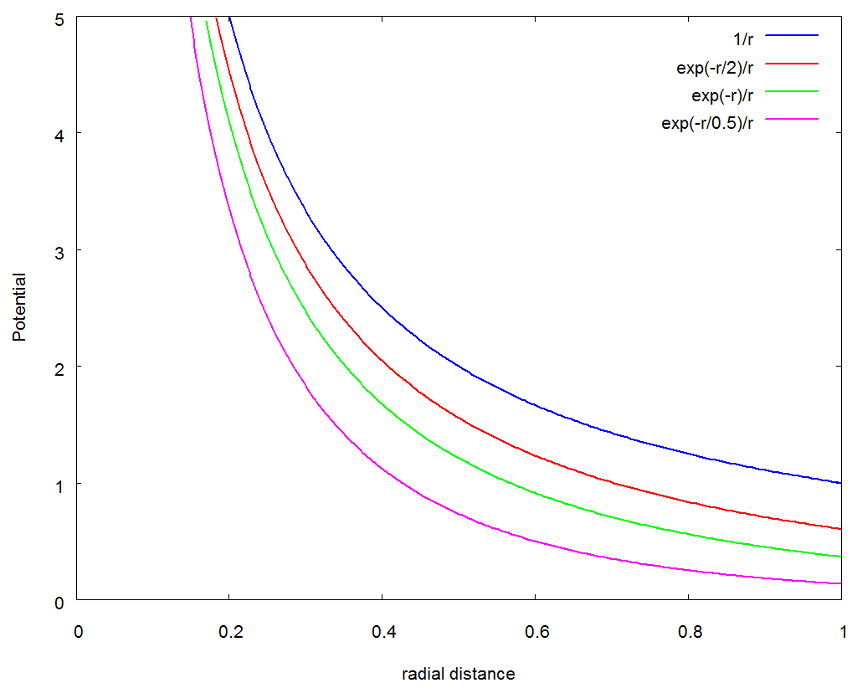 5
4
3
2
1
0
Potential
1/r
exp(-r/2)/r
exp(-r)/r
exp(-r/0.5)/r
0 0.2 0.4 0.6 0.8 1
radial distance